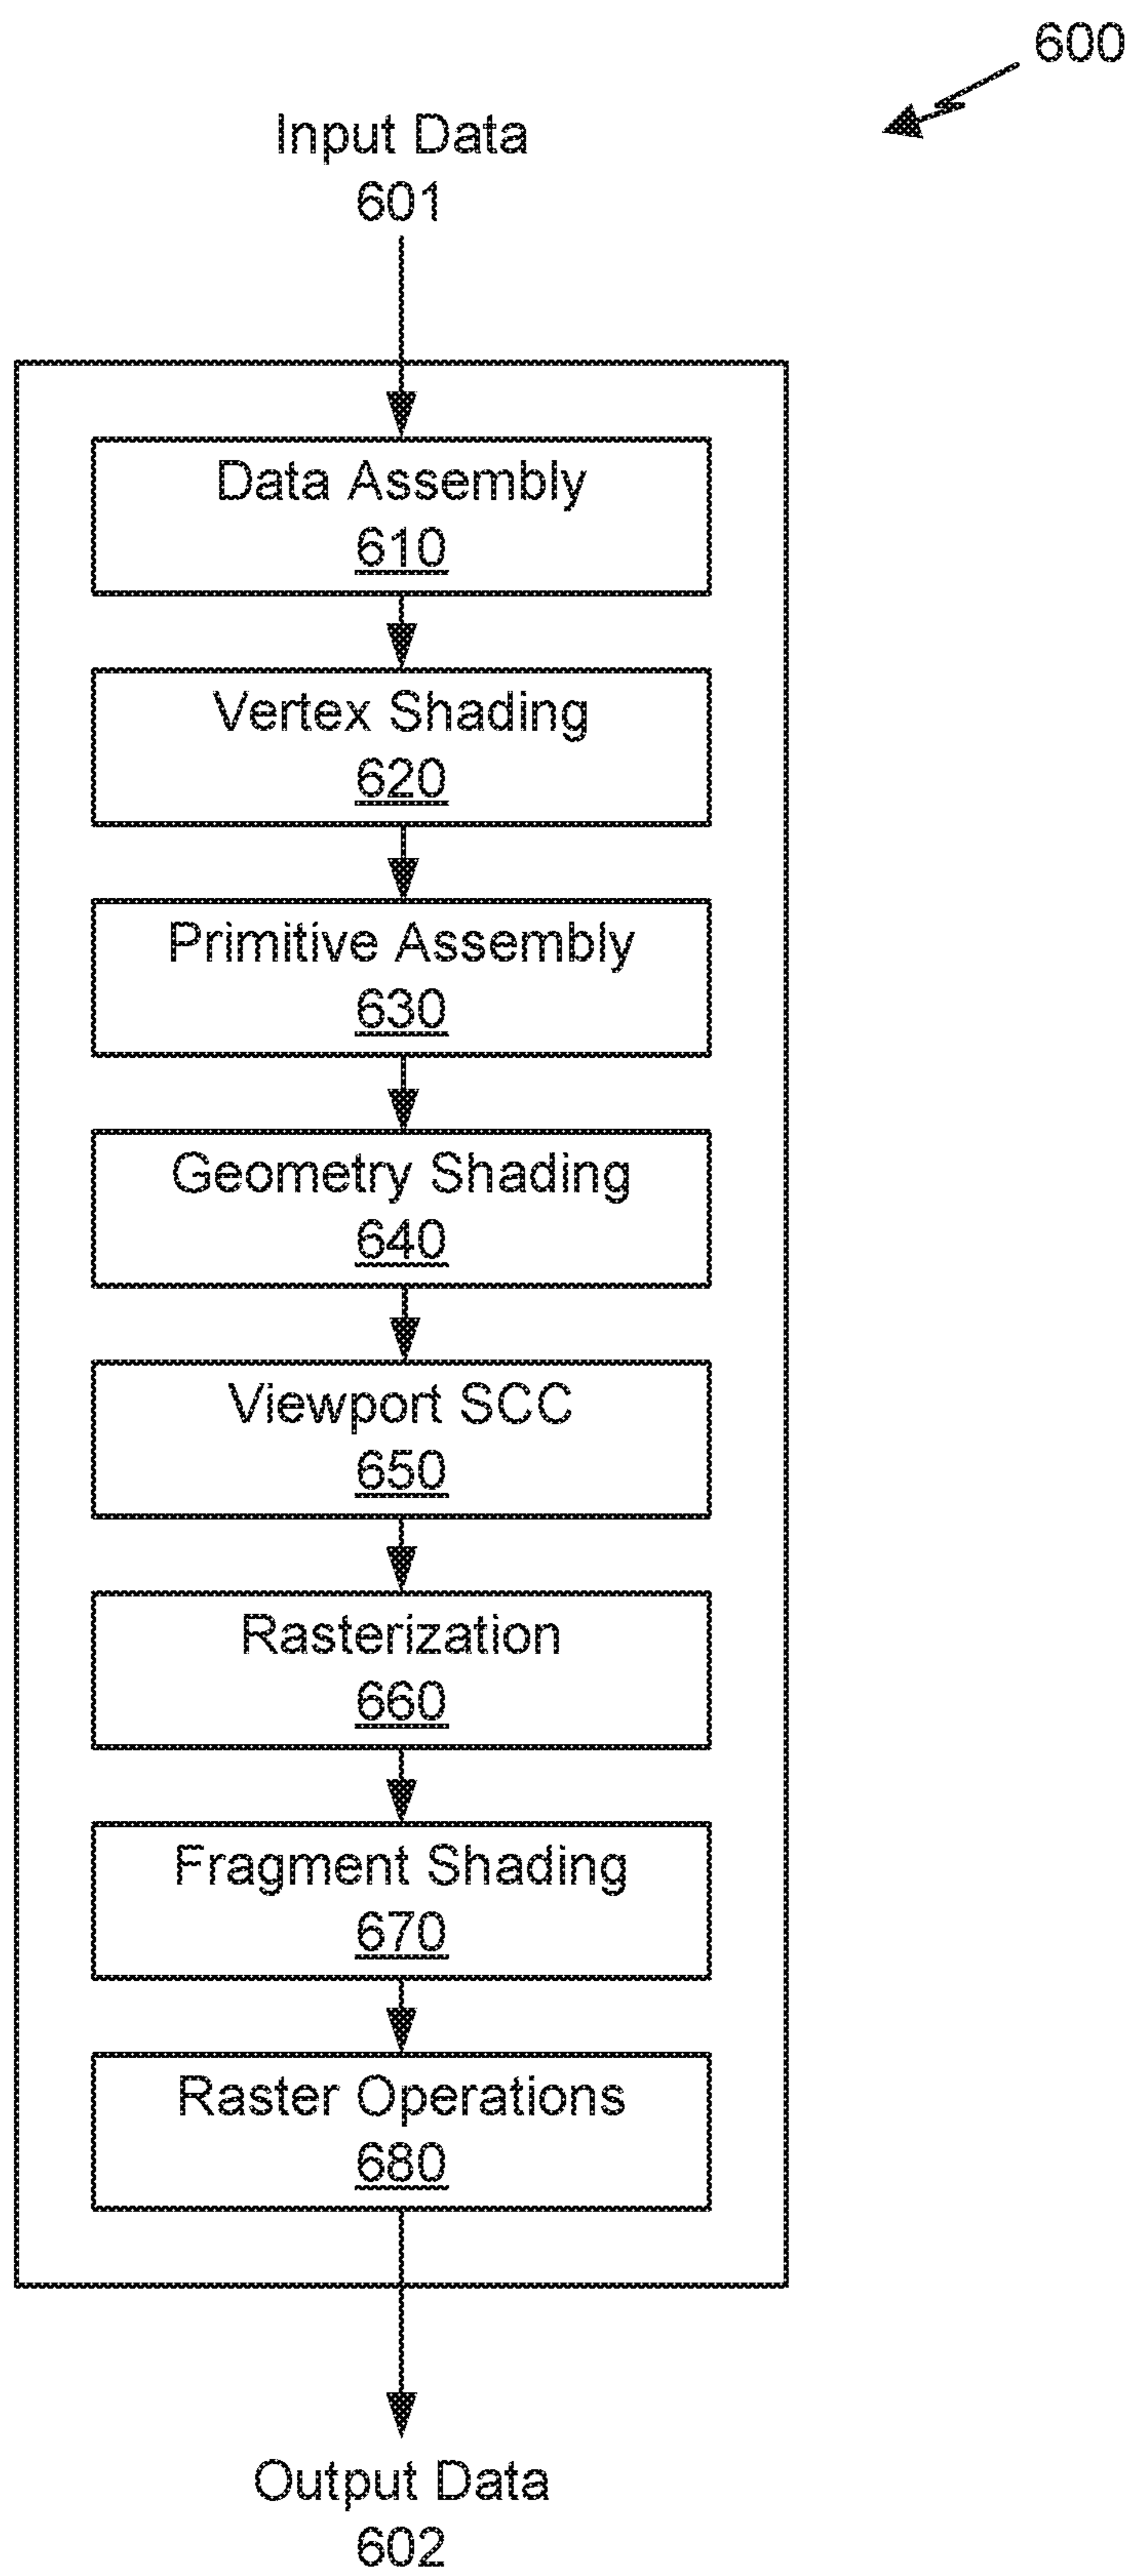 600
Input Data
601
Data Assembly
610
Vertex Shading
620
Primitive Assembly
630
Geometry Shading
640
Viewport SCC
650
Rasterization
660
Fragment Shading
670
Raster Operations
680
Output Data
602